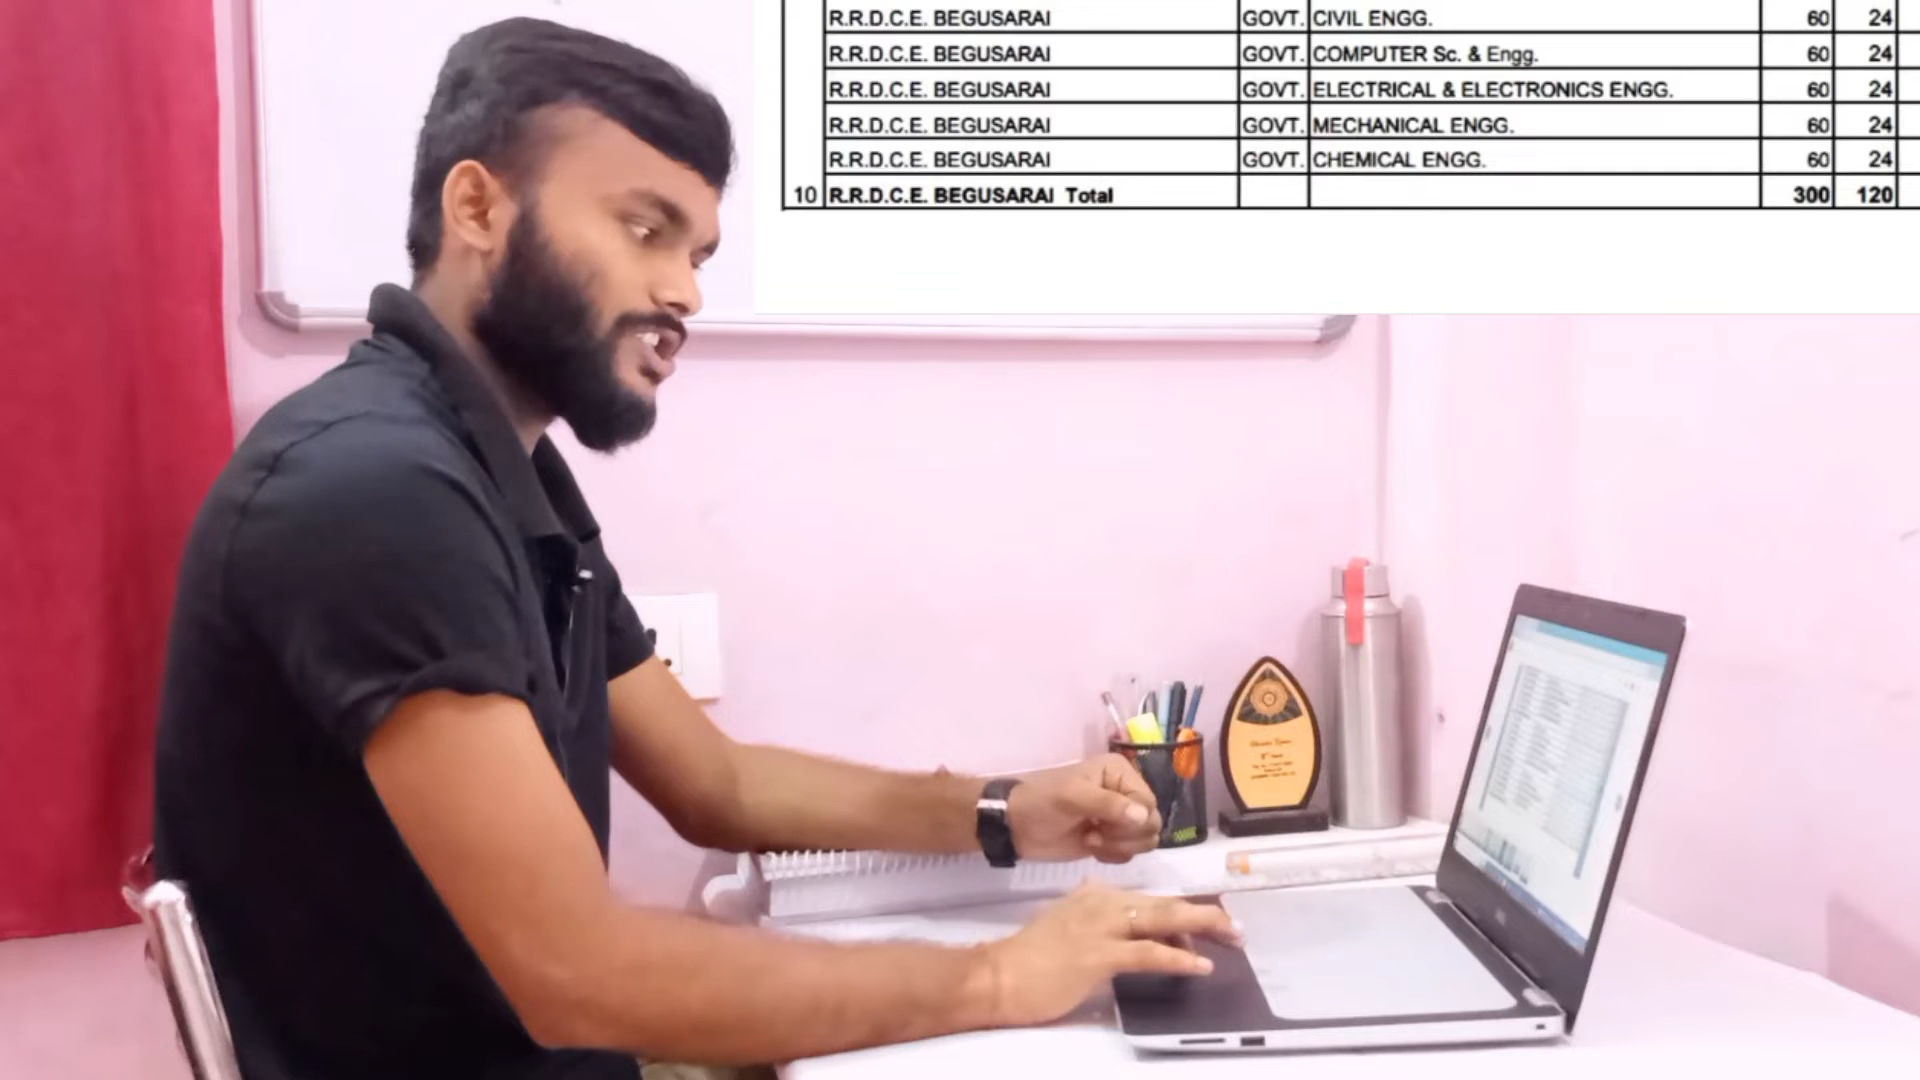 R.R.D.C.E. BEGUSARAI GOVT. CIVIL ENGG. 60 24
R.R.D.C.E. BEGUSARAI GOVT. COMPUTER Sc. & Engg. 60 24
R.R.D.C.E. BEGUSARAI GOVT. ELECTRICAL & ELECTRONICS ENGG. 60 24
R.R.D.C.E. BEGUSARAI GOVT. MECHANICAL ENGG. 60 24
R.R.D.C.E. BEGUSARAI GOVT. CHEMICAL ENGG. 60 24
10 R.R.D.C.E. BEGUSARAI Total 300 120